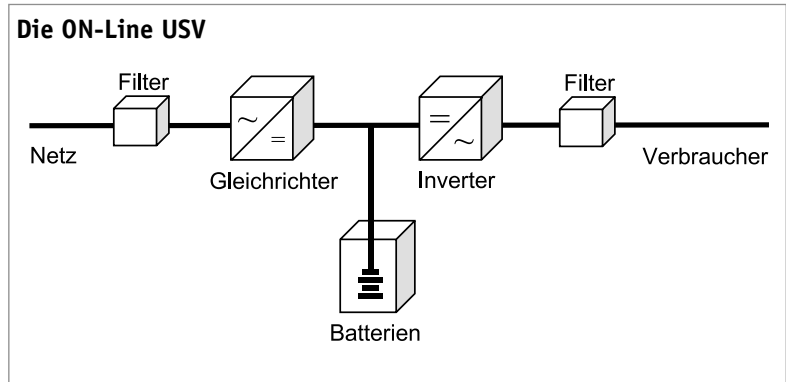 Die ON-Line USV
Filter
Filter
Netz
Gleichrichter
Inverter
Verbraucher
Batterien